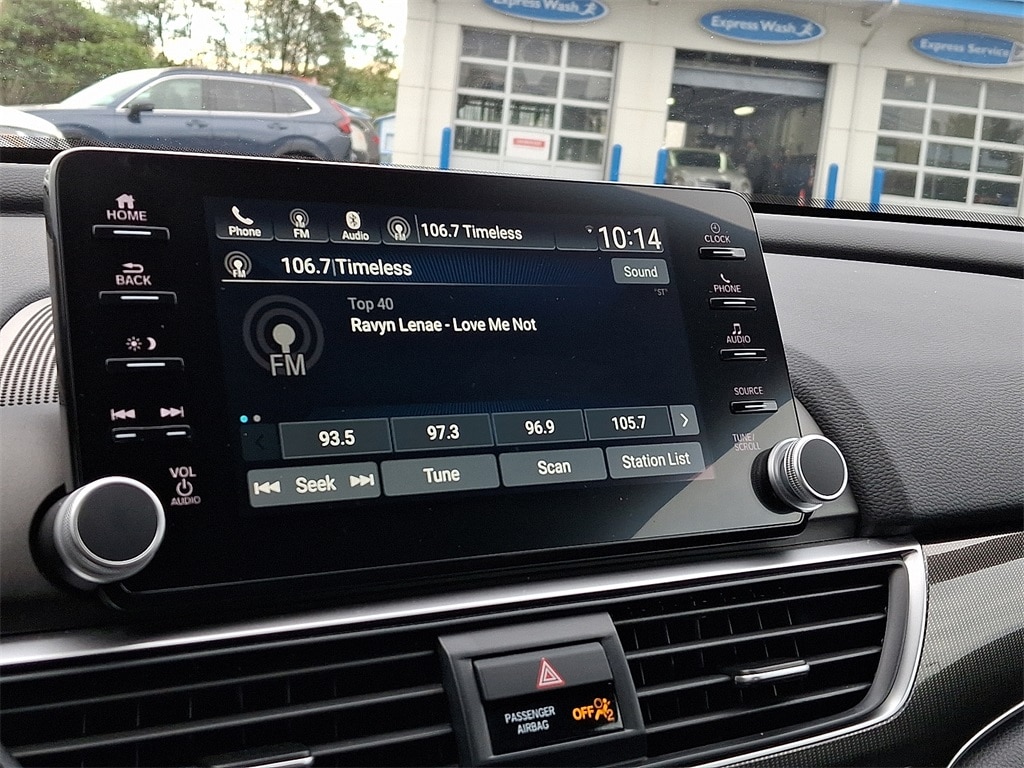 Express Wash
Express Wash
Express Service
HOME
BACK
VOL
AUDIO
Phone
FM
Audio
106.7 Timeless
10:14
FM
106.7 Timeless
Sound
"ST"
Top 40
Ravyn Lenae - Love Me Not
FM
93.5
97.3
96.9
105.7
Seek
Tune
Scan
Station List
CLOCK
PHONE
AUDIO
SOURCE
TUNE/
SCROLL
PASSENGER
AIRBAG
OFF
2